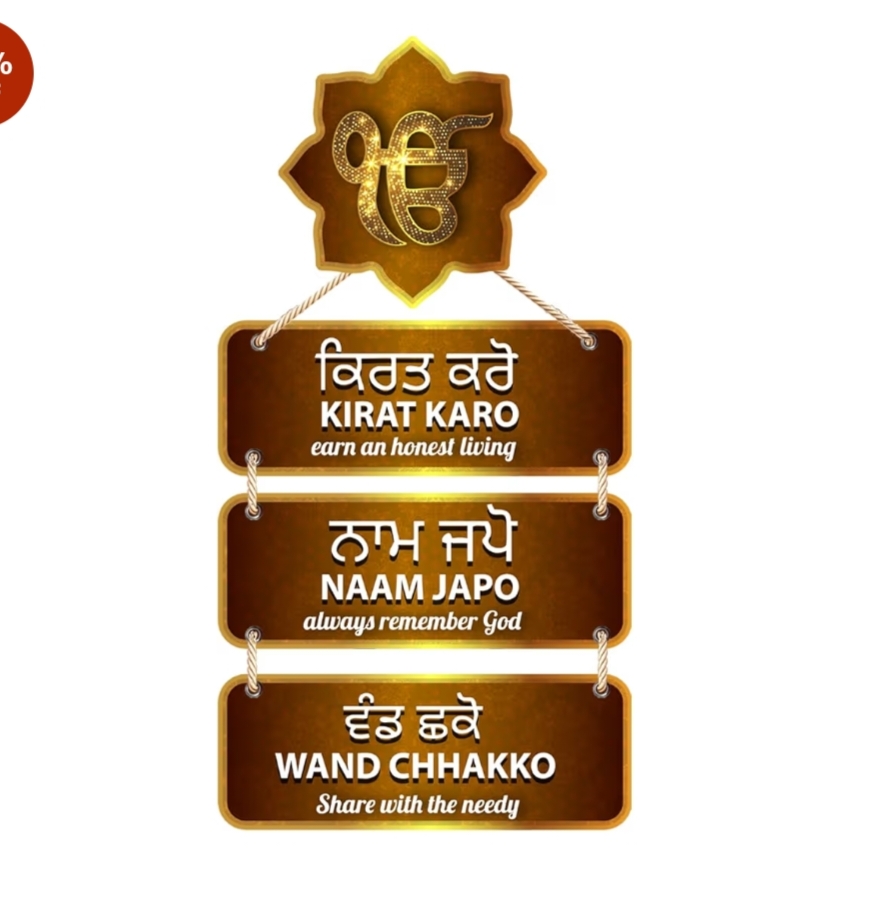 %
ੴ
ਕਿਰਤ ਕਰੋ
KIRAT KARO
earn an honest living
ਨਾਮ ਜਪੋ
NAAM JAPO
always remember God
ਵੰਡ ਛਕੋ
WAND CHHAKKO
Share with the needy